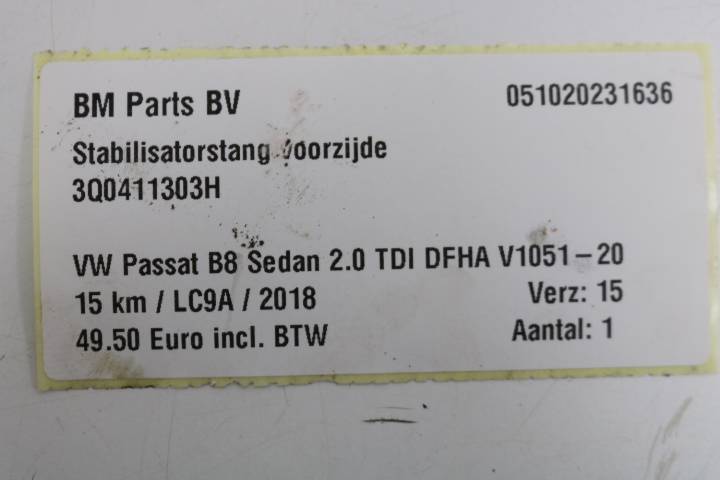 BM Parts BV 051020231636
Stabilisatorstang voorzijde
3Q0411303H
VW Passat B8 Sedan 2.0 TDI DFHA V1051-20
15 km / LC9A / 2018 Verz: 15
49.50 Euro incl. BTW Aantal: 1